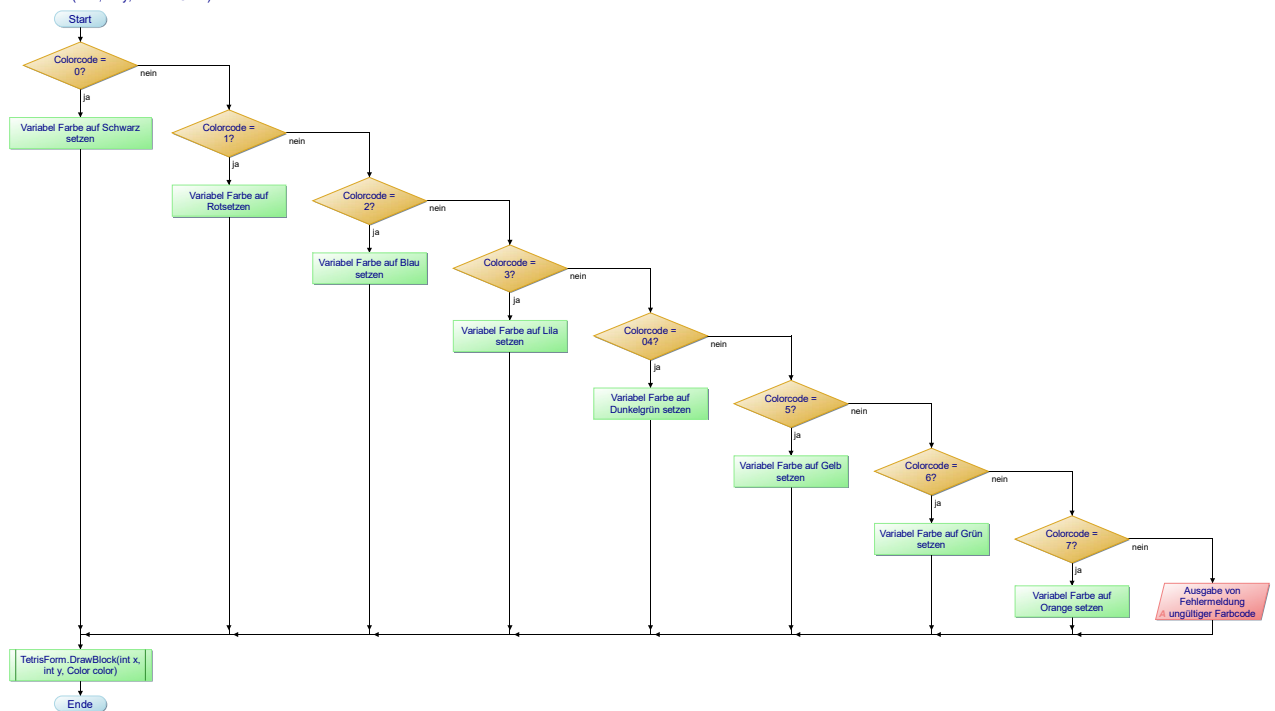 Start
Colorcode =
0?
nein
ja
Variabel Farbe auf Schwarz
setzen
Colorcode =
1?
nein
ja
Variabel Farbe auf
Rotsetzen
Colorcode =
2?
nein
ja
Variabel Farbe auf Blau
setzen
Colorcode =
3?
nein
ja
Variabel Farbe auf Lila
setzen
Colorcode =
04?
nein
ja
Variabel Farbe auf
Dunkelgrün setzen
Colorcode =
5?
nein
ja
Variabel Farbe auf Gelb
setzen
Colorcode =
6?
nein
ja
Variabel Farbe auf Grün
setzen
Colorcode =
7?
nein
ja
Variabel Farbe auf
Orange setzen
Ausgabe von
Fehlermeldung
A ungültiger Farbcode
TetrisForm.DrawBlock(int x,
int y, Color color)
Ende